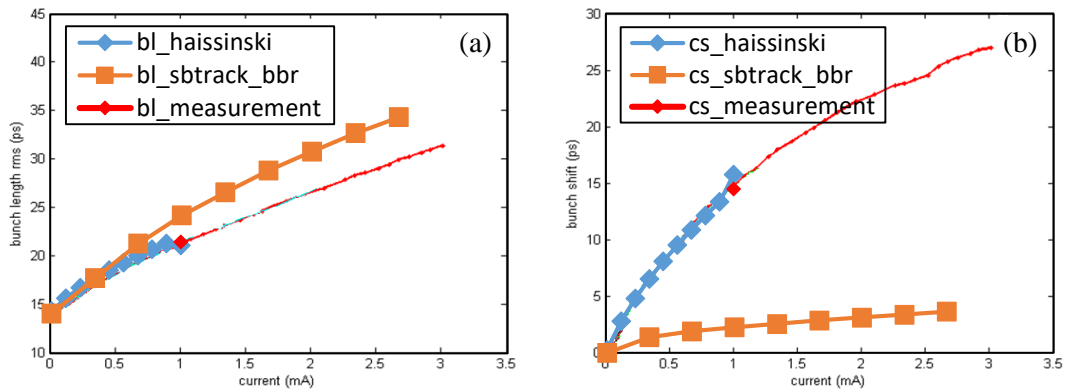 45
40
35
30
25
20
15
10
bunch length rms (ps)
bl_haissinski
bl_sbtrack_bbr
bl_measurement
(a)
0 0.5 1 1.5 2 2.5 3 3.5
current (mA)
30
25
20
15
10
5
0
bunch shift (ps)
cs_haissinski
cs_sbtrack_bbr
cs_measurement
(b)
0 0.5 1 1.5 2 2.5 3 3.5
current (mA)